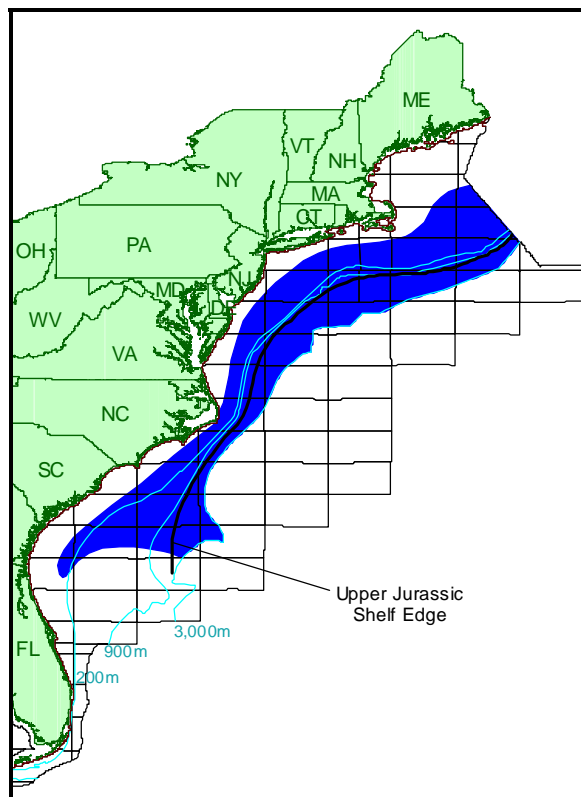 ME
VT
NH
NY
MA
CT
PA
NJ
OH
MD
DE
WV
VA
NC
SC
Upper Jurassic
Shelf Edge
3,000m
FL
900m
200m